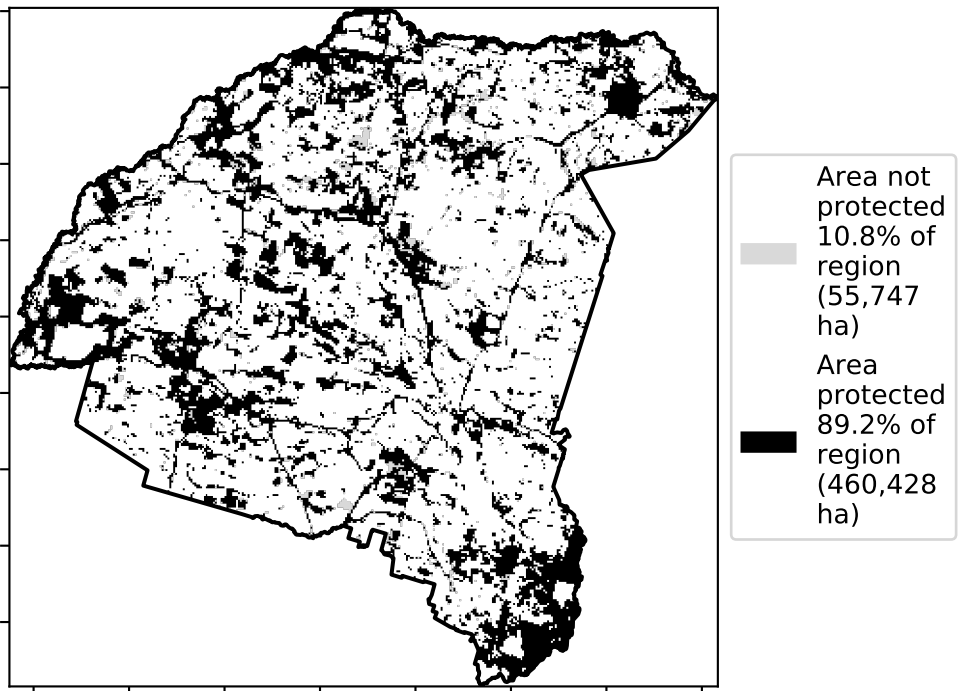 Area not
protected
10.8% of
region
(55,747
ha)
Area
protected
89.2% of
region
(460,428
ha)